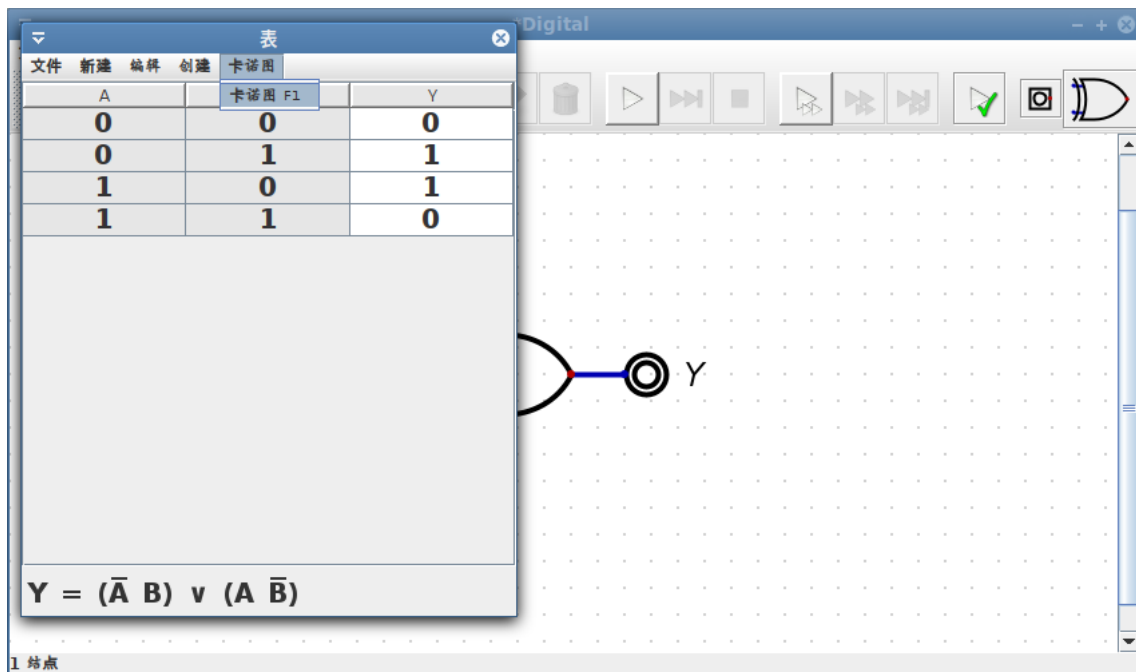 Digital
表
文件 新建 编辑 创建 卡诺图
卡诺图 F1
A Y
0 0 0
0 1 1
1 0 1
1 1 0
Y
Y = (A̅ B) ∨ (A B̅)
1 结点